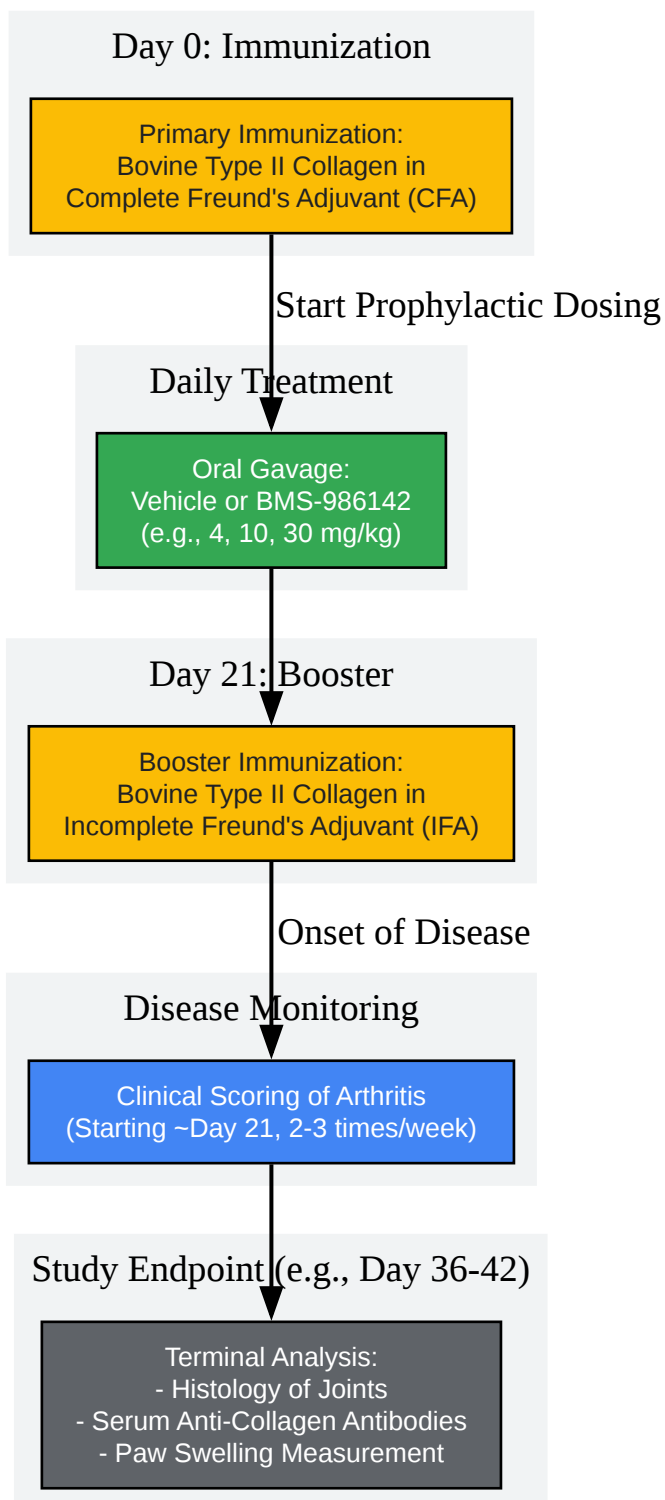 Day 0: Immunization
Primary Immunization:
Bovine Type II Collagen in
Complete Freund's Adjuvant (CFA)
Start Prophylactic Dosing
Daily Treatment
Oral Gavage:
Vehicle or BMS-986142
(e.g., 4, 10, 30 mg/kg)
Day 21: Booster
Booster Immunization:
Bovine Type II Collagen in
Incomplete Freund's Adjuvant (IFA)
Onset of Disease
Disease Monitoring
Clinical Scoring of Arthritis
(Starting ~Day 21, 2-3 times/week)
Study Endpoint (e.g., Day 36-42)
Terminal Analysis:
- Histology of Joints
- Serum Anti-Collagen Antibodies
- Paw Swelling Measurement